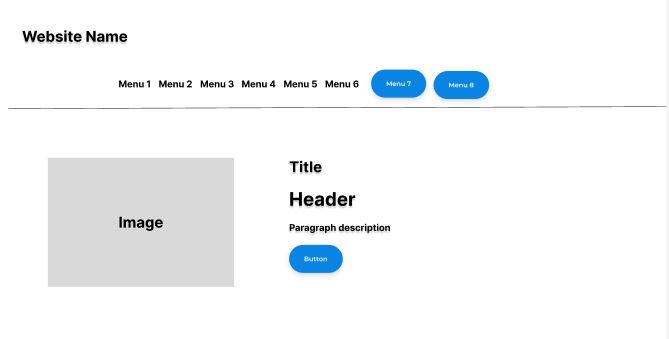 Website Name
Menu 1 Menu 2 Menu 3 Menu 4 Menu 5 Menu 6 Menu 7 Menu 8
Image
Title
Header
Paragraph description
Button